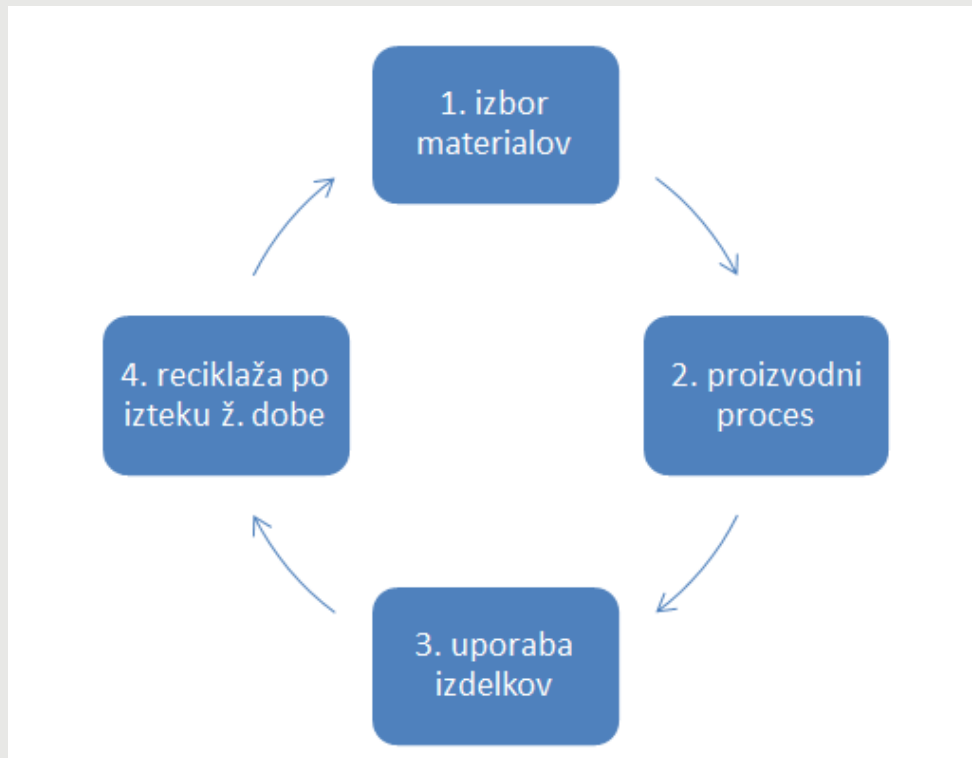 1. izbor
materialov
2. proizvodni
proces
3. uporaba
izdelkov
4. reciklaža po
izteku ž. dobe